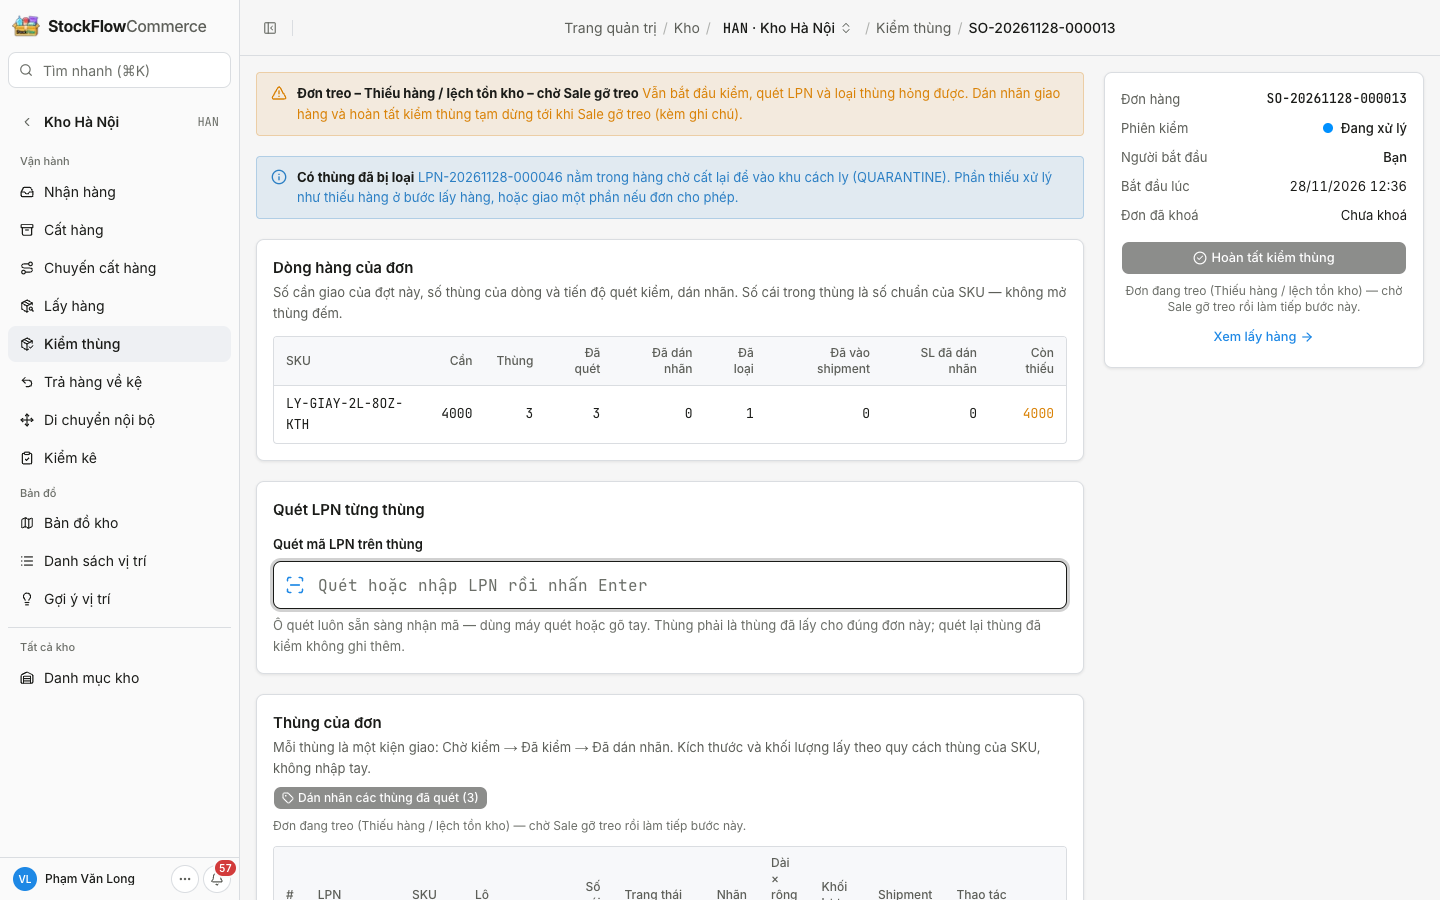 StockFlowCommerce
Tìm nhanh (⌘K)
Kho Hà Nội HAN
Vận hành
Nhận hàng
Cất hàng
Chuyến cất hàng
Lấy hàng
Kiểm thùng
Trả hàng về kệ
Di chuyển nội bộ
Kiểm kê
Bản đồ
Bản đồ kho
Danh sách vị trí
Gợi ý vị trí
Tất cả kho
Danh mục kho
VL Phạm Văn Long 57
Trang quản trị / Kho / HAN · Kho Hà Nội / Kiểm thùng / SO-20261128-000013
Đơn treo – Thiếu hàng / lệch tồn kho – chờ Sale gỡ treo Vẫn bắt đầu kiểm, quét LPN và loại thùng hỏng được. Dán nhãn giao
hàng và hoàn tất kiểm thùng tạm dừng tới khi Sale gỡ treo (kèm ghi chú).
Có thùng đã bị loại LPN-20261128-000046 nằm trong hàng chờ cất lại để vào khu cách ly (QUARANTINE). Phần thiếu xử lý
như thiếu hàng ở bước lấy hàng, hoặc giao một phần nếu đơn cho phép.
Dòng hàng của đơn
Số cần giao của đợt này, số thùng của dòng và tiến độ quét kiểm, dán nhãn. Số cái trong thùng là số chuẩn của SKU — không mở
thùng đếm.
SKU Cần Thùng Đã quét Đã dán nhãn Đã loại Đã vào shipment SL đã dán nhãn Còn thiếu
LY-GIAY-2L-8OZ-
KTH 4000 3 3 0 1 0 0 4000
Quét LPN từng thùng
Quét mã LPN trên thùng
Quét hoặc nhập LPN rồi nhấn Enter
Ô quét luôn sẵn sàng nhận mã — dùng máy quét hoặc gõ tay. Thùng phải là thùng đã lấy cho đúng đơn này; quét lại thùng đã
kiểm không ghi thêm.
Thùng của đơn
Mỗi thùng là một kiện giao: Chờ kiểm → Đã kiểm → Đã dán nhãn. Kích thước và khối lượng lấy theo quy cách thùng của SKU,
không nhập tay.
Dán nhãn các thùng đã quét (3)
Đơn đang treo (Thiếu hàng / lệch tồn kho) — chờ Sale gỡ treo rồi làm tiếp bước này.
# LPN SKU Lô Số Trạng thái Nhãn Dài × rộng Khối Shipment Thao tác
Đơn hàng SO-20261128-000013
Phiên kiểm Đang xử lý
Người bắt đầu Bạn
Bắt đầu lúc 28/11/2026 12:36
Đơn đã khoá Chưa khoá
Hoàn tất kiểm thùng
Đơn đang treo (Thiếu hàng / lệch tồn kho) — chờ
Sale gỡ treo rồi làm tiếp bước này.
Xem lấy hàng →